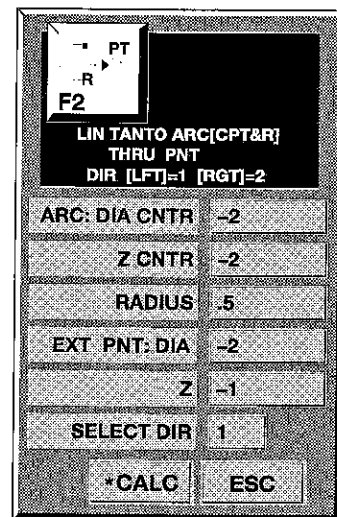 PT
R
F2
LIN TANTO ARC[CPT&R]
THRU PNT
DIR [LFT]=1 [RGT]=2
ARC: DIA CNTR -2
Z CNTR -2
RADIUS .5
EXT PNT: DIA -2
Z -1
SELECT DIR 1
*CALC ESC